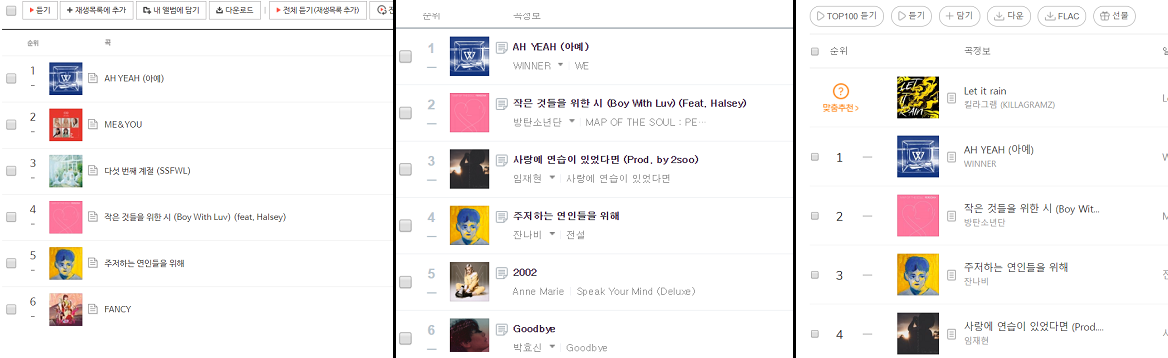 듣기 재생목록에 추가 내 앨범에 담기 다운로드 전체 듣기(재생목록 추가)
순위 곡
1 AH YEAH (아예)
2 ME&YOU
3 다섯 번째 계절 (SSFWL)
4 작은 것들을 위한 시 (Boy With Luv) (feat. Halsey)
5 주저하는 연인들을 위해
6 FANCY
순위 곡정보
1 AH YEAH (아예)
WINNER WE
2 작은 것들을 위한 시 (Boy With Luv) (Feat. Halsey)
방탄소년단 MAP OF THE SOUL : PE…
3 사랑에 연습이 있었다면 (Prod. by 2soo)
임재현 사랑에 연습이 있었다면
4 주저하는 연인들을 위해
잔나비 전설
5 2002
Anne Marie Speak Your Mind (Deluxe)
6 Goodbye
박효신 Goodbye
TOP100 듣기 듣기 담기 다운 FLAC 선물
순위 곡정보
맞춤추천> Let it rain
킬라그램 (KILLAGRAMZ)
LET IT RAIN
1 AH YEAH (아예)
WINNER
2 작은 것들을 위한 시 (Boy Wit...
방탄소년단
3 주저하는 연인들을 위해
잔나비
4 사랑에 연습이 있었다면 (Prod....
임재현